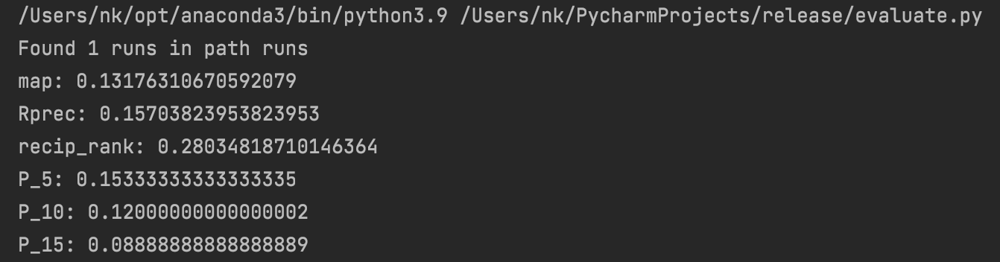 /Users/nk/opt/anaconda3/bin/python3.9 /Users/nk/PycharmProjects/release/evaluate.py
Found 1 runs in path runs
map: 0.13176310670592079
Rprec: 0.15703823953823953
recip_rank: 0.28034818710146364
P_5: 0.15333333333333335
P_10: 0.12000000000000002
P_15: 0.08888888888888889